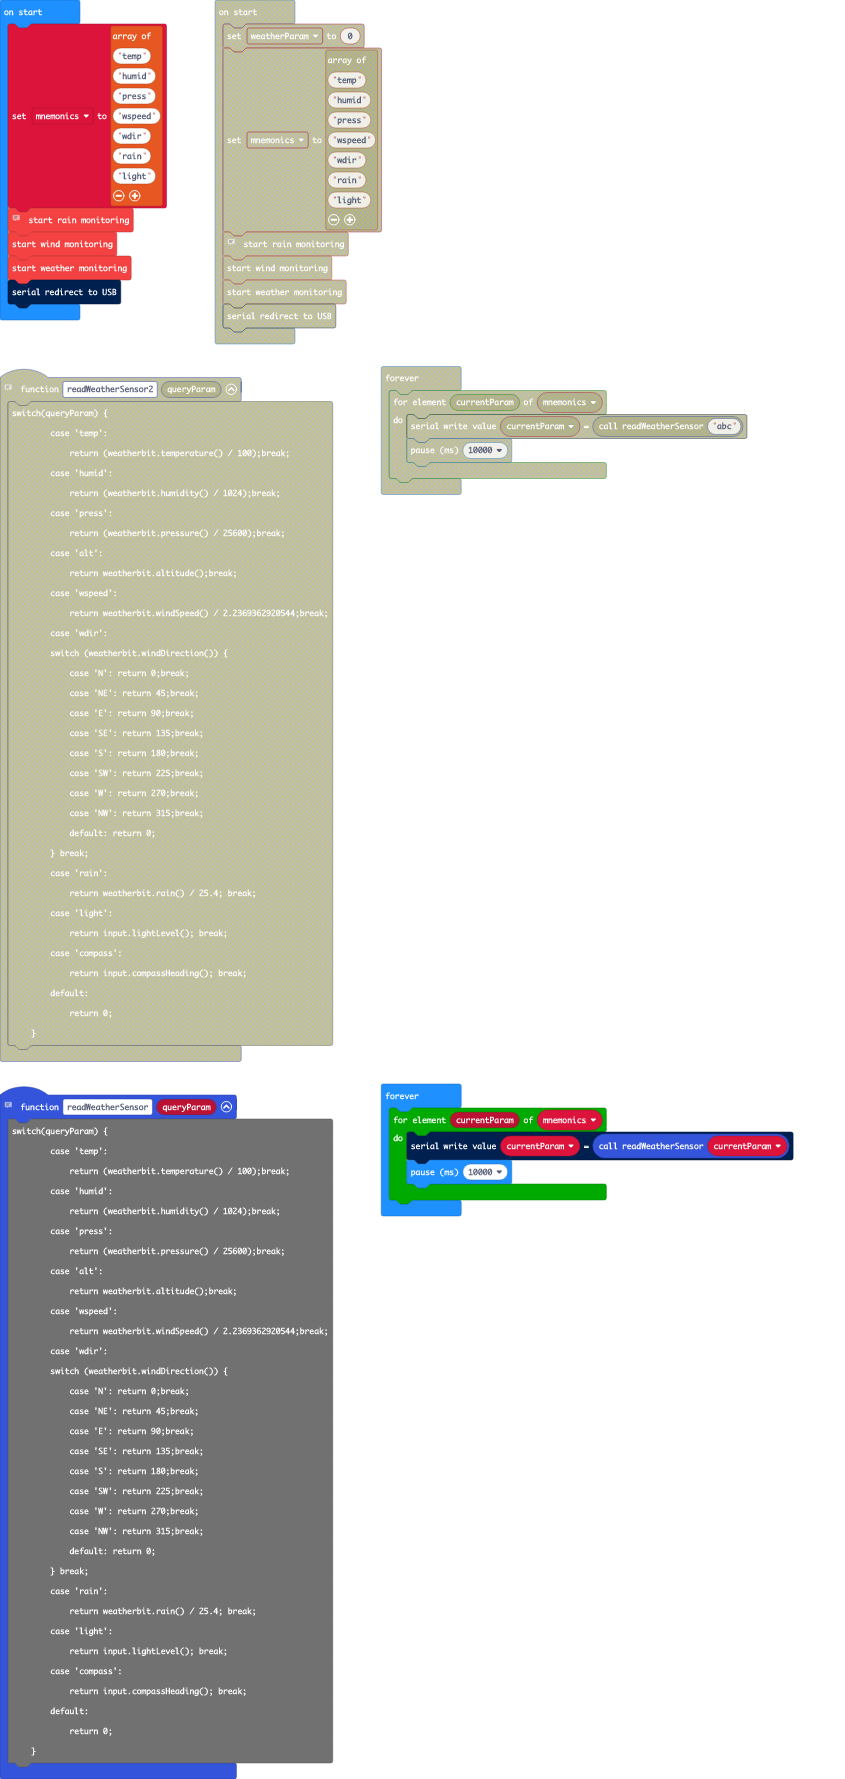 on start
set mnemonics to
array of
"temp"
"humid"
"press"
"wspeed"
"wdir"
"rain"
"light"
start rain monitoring
start wind monitoring
start weather monitoring
serial redirect to USB
on start
set weatherParam to 0
set mnemonics to
array of
"temp"
"humid"
"press"
"wspeed"
"wdir"
"rain"
"light"
start rain monitoring
start wind monitoring
start weather monitoring
serial redirect to USB
function readWeatherSensor2 queryParam
switch(queryParam) {
case 'temp':
return (weatherbit.temperature() / 100);break;
case 'humid':
return (weatherbit.humidity() / 1024);break;
case 'press':
return (weatherbit.pressure() / 25600);break;
case 'alt':
return weatherbit.altitude();break;
case 'wspeed':
return weatherbit.windSpeed() / 2.2369362920544;break;
case 'wdir':
switch (weatherbit.windDirection()) {
case 'N': return 0;break;
case 'NE': return 45;break;
case 'E': return 90;break;
case 'SE': return 135;break;
case 'S': return 180;break;
case 'SW': return 225;break;
case 'W': return 270;break;
case 'NW': return 315;break;
default: return 0;
} break;
case 'rain':
return weatherbit.rain() / 25.4; break;
case 'light':
return input.lightLevel(); break;
case 'compass':
return input.compassHeading(); break;
default:
return 0;
}
forever
for element currentParam of mnemonics
do
serial write value currentParam = call readWeatherSensor "abc"
pause (ms) 10000
function readWeatherSensor queryParam
switch(queryParam) {
case 'temp':
return (weatherbit.temperature() / 100);break;
case 'humid':
return (weatherbit.humidity() / 1024);break;
case 'press':
return (weatherbit.pressure() / 25600);break;
case 'alt':
return weatherbit.altitude();break;
case 'wspeed':
return weatherbit.windSpeed() / 2.2369362920544;break;
case 'wdir':
switch (weatherbit.windDirection()) {
case 'N': return 0;break;
case 'NE': return 45;break;
case 'E': return 90;break;
case 'SE': return 135;break;
case 'S': return 180;break;
case 'SW': return 225;break;
case 'W': return 270;break;
case 'NW': return 315;break;
default: return 0;
} break;
case 'rain':
return weatherbit.rain() / 25.4; break;
case 'light':
return input.lightLevel(); break;
case 'compass':
return input.compassHeading(); break;
default:
return 0;
}
forever
for element currentParam of mnemonics
do
serial write value currentParam = call readWeatherSensor currentParam
pause (ms) 10000